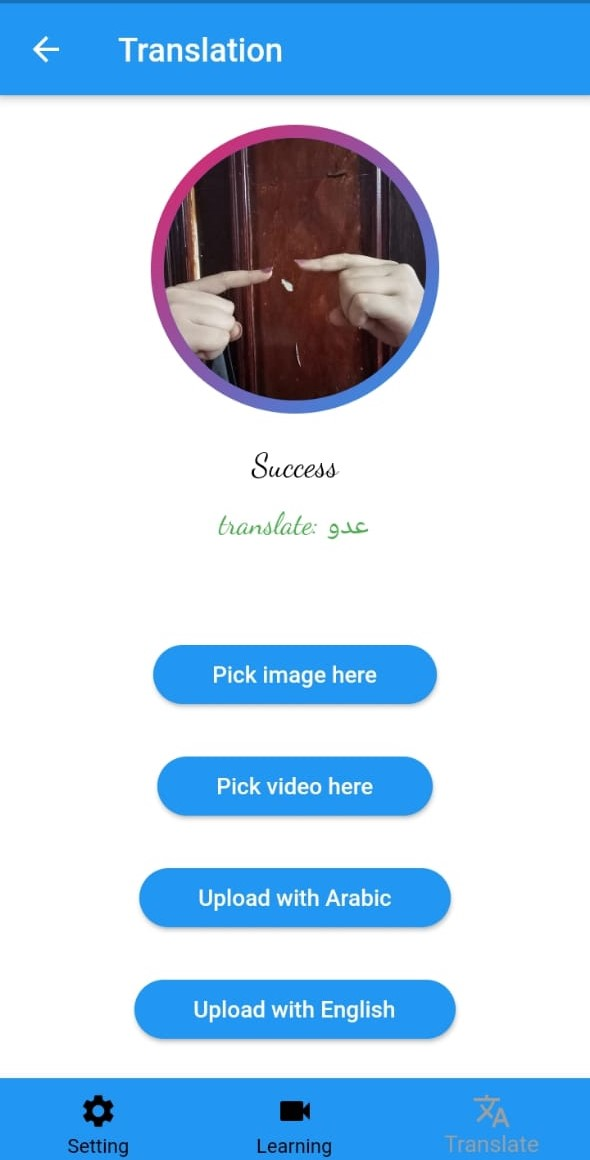 Translation
Success
translate: عدو
Pick image here
Pick video here
Upload with Arabic
Upload with English
Setting
Learning
Translate